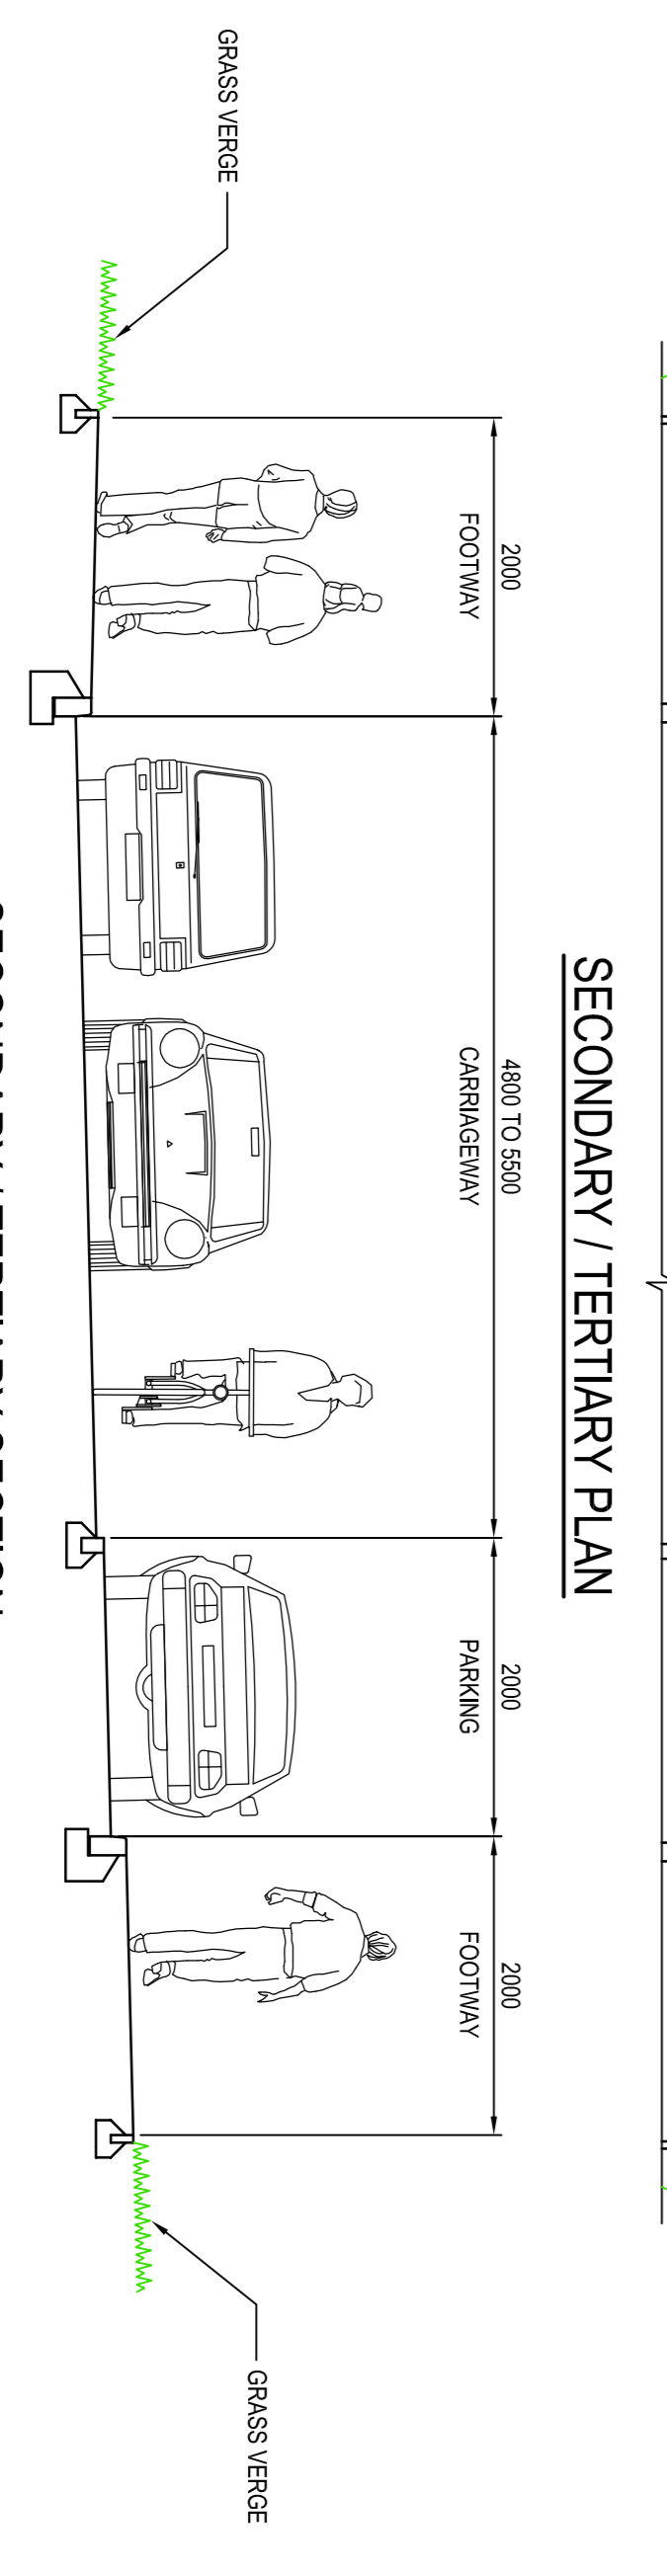 SECONDARY / TERTIARY PLAN
2000
FOOTWAY
4800 TO 5500
CARRIAGEWAY
2000
PARKING
2000
FOOTWAY
GRASS VERGE
GRASS VERGE